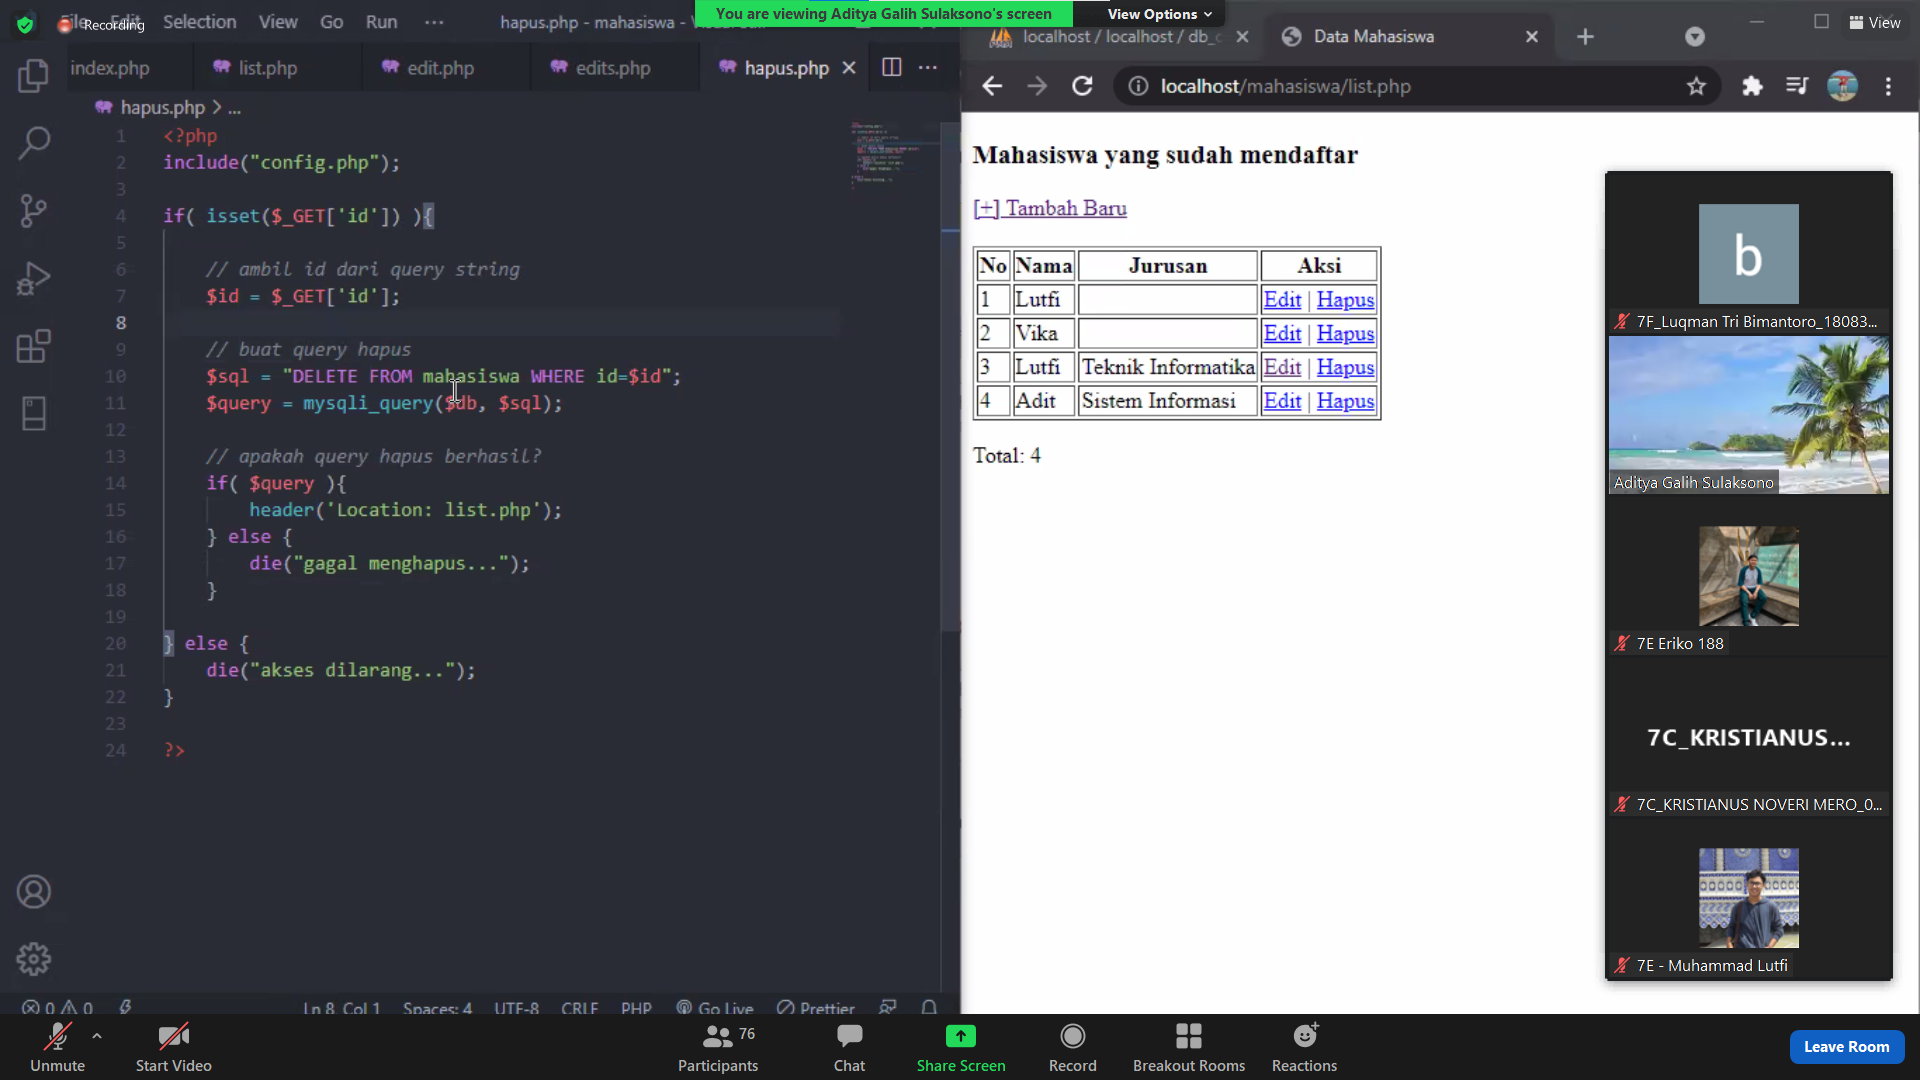 You are viewing Aditya Galih Sulaksono's screen
View Options
Recording
Selection
View
Go
Run
hapus.php - mahasiswa -
index.php
list.php
edit.php
edits.php
hapus.php
hapus.php > ...
1 <?php
2 include("config.php");
3
4 if( isset($_GET['id']) ){
5
6 // ambil id dari query string
7 $id = $_GET['id'];
8
9 // buat query hapus
10 $sql = "DELETE FROM mahasiswa WHERE id=$id";
11 $query = mysqli_query($db, $sql);
12
13 // apakah query hapus berhasil?
14 if( $query ){
15 header('Location: list.php');
16 } else {
17 die("gagal menghapus...");
18 }
19
20 } else {
21 die("akses dilarang...");
22 }
23
24 ?>
0 0
Ln 8, Col 1
Spaces: 4
UTF-8
CRLF
PHP
Go Live
Prettier
localhost / localhost / db_
Data Mahasiswa
View
localhost/mahasiswa/list.php
Mahasiswa yang sudah mendaftar
[+] Tambah Baru
No Nama Jurusan Aksi
1 Lutfi Edit | Hapus
2 Vika Edit | Hapus
3 Lutfi Teknik Informatika Edit | Hapus
4 Adit Sistem Informasi Edit | Hapus
Total: 4
b
7F_Luqman Tri Bimantoro_18083...
Aditya Galih Sulaksono
7E Eriko 188
7C_KRISTIANUS...
7C_KRISTIANUS NOVERI MERO_0...
7E - Muhammad Lutfi
Unmute
Start Video
76
Participants
Chat
Share Screen
Record
Breakout Rooms
Reactions
Leave Room